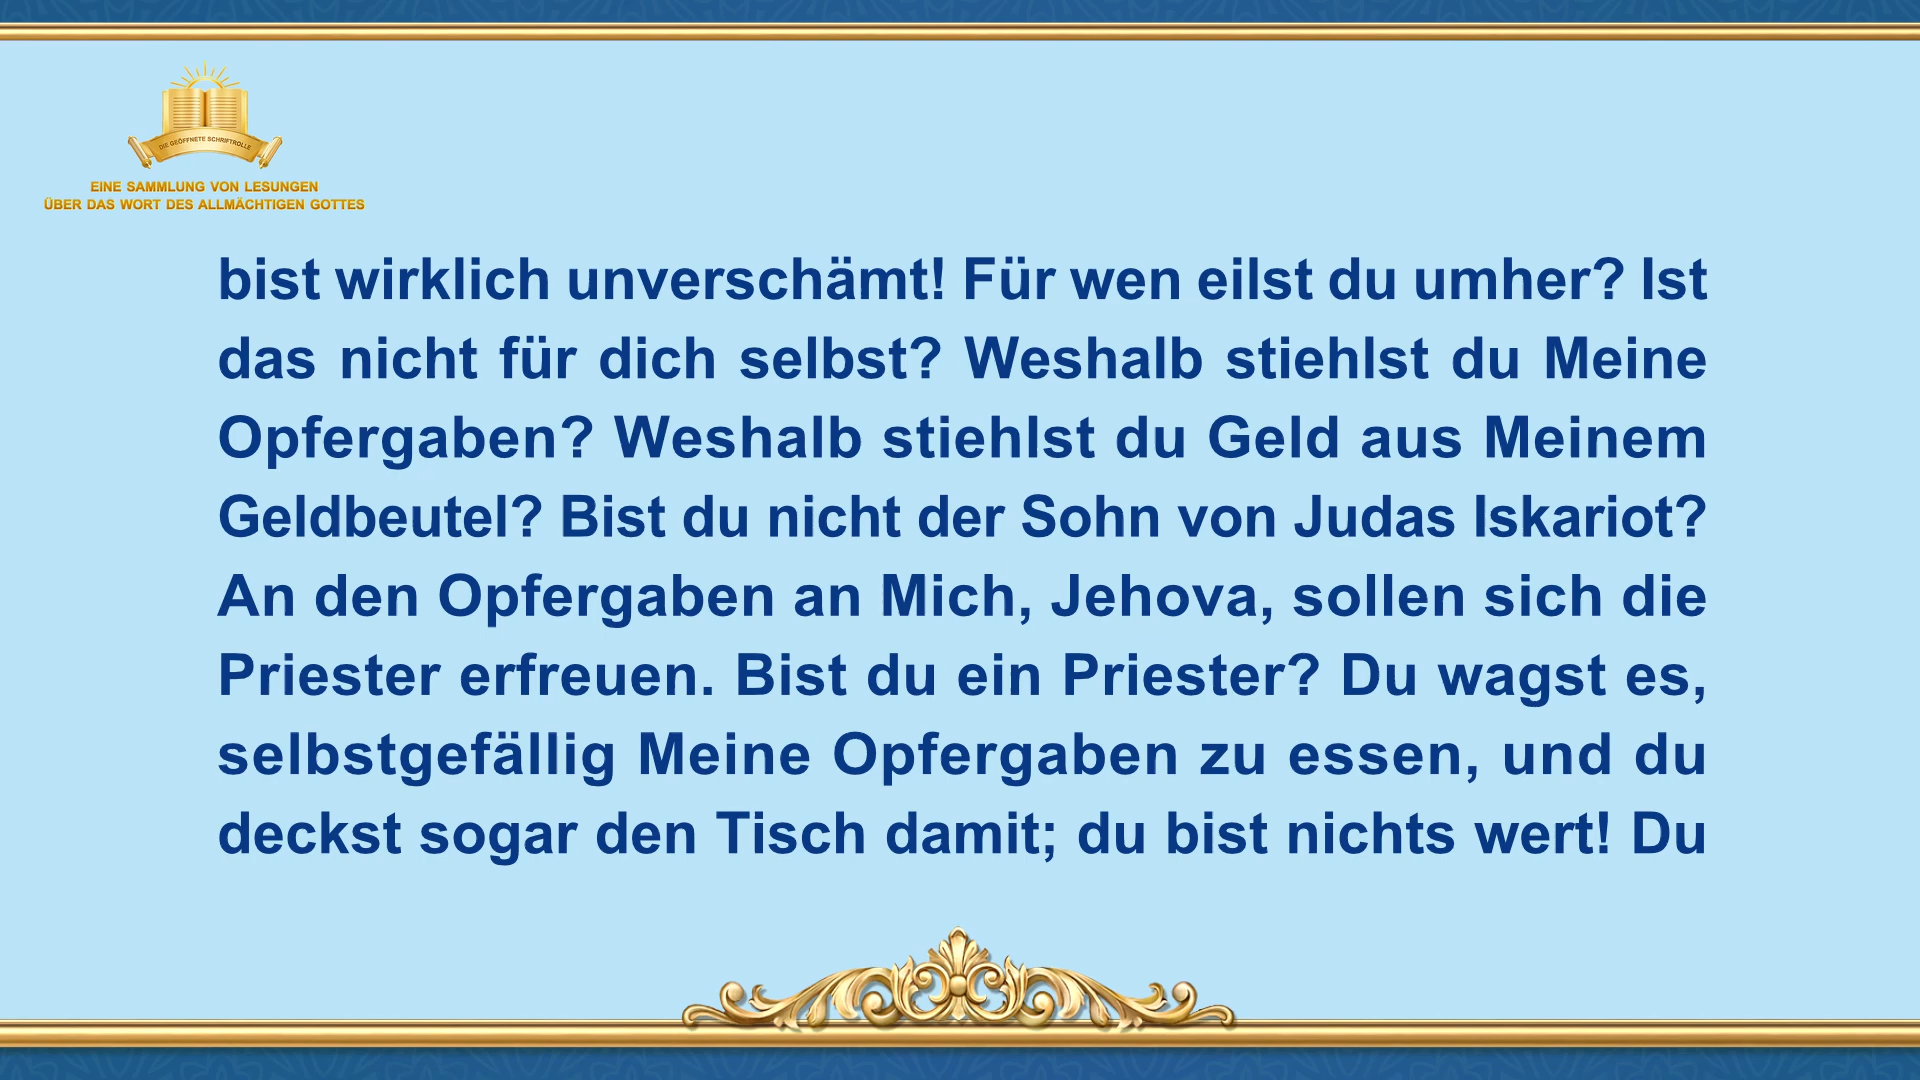 DIE GEÖFFNETE SCHRIFTROLLE
EINE SAMMLUNG VON LESUNGEN
ÜBER DAS WORT DES ALLMÄCHTIGEN GOTTES
bist wirklich unverschämt! Für wen eilst du umher? Ist
das nicht für dich selbst? Weshalb stiehlst du Meine
Opfergaben? Weshalb stiehlst du Geld aus Meinem
Geldbeutel? Bist du nicht der Sohn von Judas Iskariot?
An den Opfergaben an Mich, Jehova, sollen sich die
Priester erfreuen. Bist du ein Priester? Du wagst es,
selbstgefällig Meine Opfergaben zu essen, und du
deckst sogar den Tisch damit; du bist nichts wert! Du